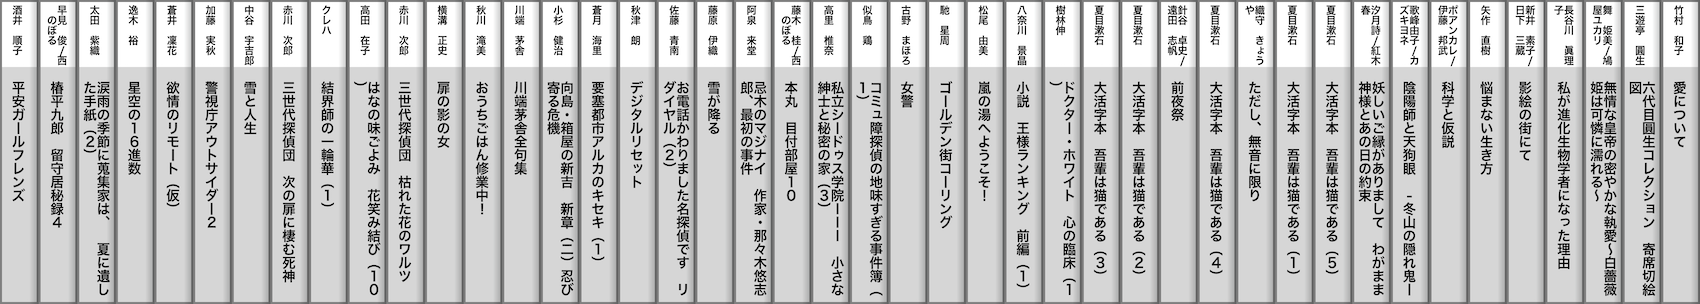 竹村　和子
愛について
三遊亭　圓生
六代目圓生コレクション　寄席切絵
図
舞　姫美/鳩
屋ユカリ
無情な皇帝の密やかな執愛～白薔薇
姫は可憐に濡れる～
長谷川　眞理
子
私が進化生物学者になった理由
新井　素子/
日下　三蔵/
影絵の街にて
矢作　直樹
悩まない生き方
ポアンカレ/
伊藤　邦武/
科学と仮説
歌峰由子/カ
ズキヨネ
陰陽師と天狗眼　-冬山の隠れ鬼ー
汐月詩/紅木
春
妖しいご縁がありまして　わがまま
神様とあの日の約束
夏目漱石
大活字本　吾輩は猫である（5）
夏目漱石
大活字本　吾輩は猫である（1）
織守　きょう
や
ただし、無音に限り
夏目漱石
大活字本　吾輩は猫である（4）
針谷　卓史/
遠田　志帆
前夜祭
夏目漱石
大活字本　吾輩は猫である（2）
夏目漱石
大活字本　吾輩は猫である（3）
樹林伸
ドクター・ホワイト　心の臨床（1
）
八奈川　景晶
小説　王様ランキング　前編（1）
松尾　由美
嵐の湯へようこそ！
馳　星周
ゴールデン街コーリング
古野　まほろ
女警
似鳥　鶏
コミュ障探偵の地味すぎる事件簿（
1）
高里　椎奈
私立シードゥス学院ーーー　小さな
紳士と秘密の家（3）
藤木　桂/西
のぼる
本丸　目付部屋10
阿泉　来堂
忌木のマジナイ　作家・那々木悠志
郎、最初の事件
藤原　伊織
雪が降る
佐藤　青南
お電話かわりました名探偵です　リ
ダイヤル（2）
秋津　朗
デジタルリセット
蒼月　海里
要塞都市アルカのキセキ（1）
小杉　健治
向島・箱屋の新吉　新章（二）忍び
寄る危機
川端　茅舎
川端茅舎全句集
秋川　滝美
おうちごはん修業中！
横溝　正史
扉の影の女
赤川　次郎
三世代探偵団　枯れた花のワルツ
高田　在子
はなの味ごよみ　花笑み結び（10
）
クレハ
結界師の一輪華（1）
赤川　次郎
三世代探偵団　次の扉に棲む死神
中谷　宇吉郎
雪と人生
加藤　実秋
警視庁アウトサイダー2
蒼井　凜花
欲情のリモート（仮）
逸木　裕
星空の16進数
太田　紫織
涙雨の季節に蒐集家は、　夏に遺し
た手紙（2）
早見　俊/西
のぼる
椿平九郎　留守居秘録4
酒井　順子
平安ガールフレンズ